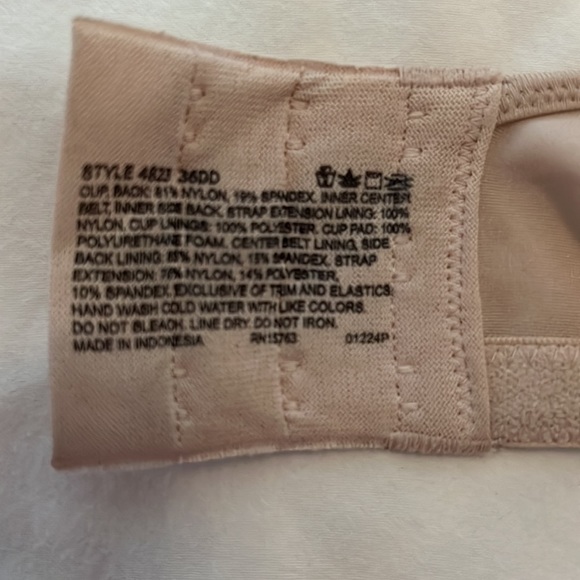 STYLE 4823 36DD
CUP, BACK: 81% NYLON, 19% SPANDEX. INNER CENTER
BELT, INNER SIDE BACK, STRAP EXTENSION LINING: 100%
NYLON. CUP LININGS: 100% POLYESTER. CUP PAD: 100%
POLYURETHANE FOAM. CENTER BELT LINING, SIDE
BACK LINING: 85% NYLON, 15% SPANDEX. STRAP
EXTENSION: 76% NYLON, 14% POLYESTER,
10% SPANDEX. EXCLUSIVE OF TRIM AND ELASTICS.
HAND WASH COLD WATER WITH LIKE COLORS.
DO NOT BLEACH. LINE DRY. DO NOT IRON.
MADE IN INDONESIA RN15763 01224P